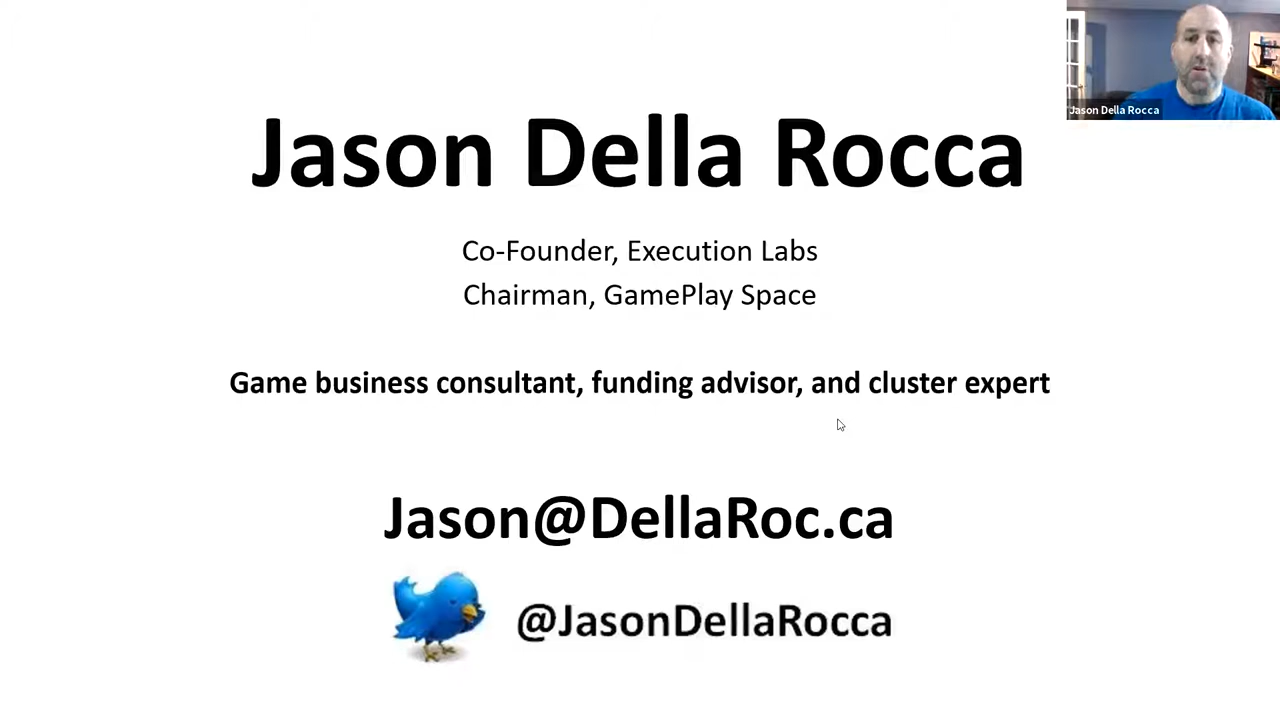 Jason Della Rocca
Jason Della Rocca
Co-Founder, Execution Labs
Chairman, GamePlay Space
Game business consultant, funding advisor, and cluster expert
Jason@DellaRoc.ca
@JasonDellaRocca